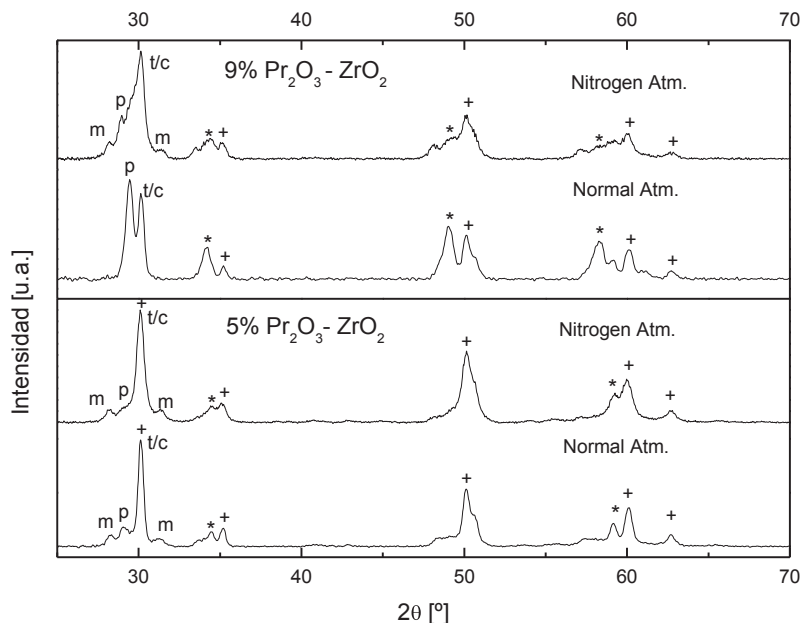 30 40 50 60 70
9% Pr₂O₃ - ZrO₂
Nitrogen Atm.
t/c
p
m
m
*
+
*
+
*
+
+
Normal Atm.
p
t/c
*
+
*
+
*
+
+
5% Pr₂O₃- ZrO₂
Nitrogen Atm.
+
t/c
m
p
m
*
+
+
*
+
+
Normal Atm.
+
t/c
m
p
m
*
+
+
*
+
+
30 40 50 60 70
2θ [º]
Intensidad [u.a.]